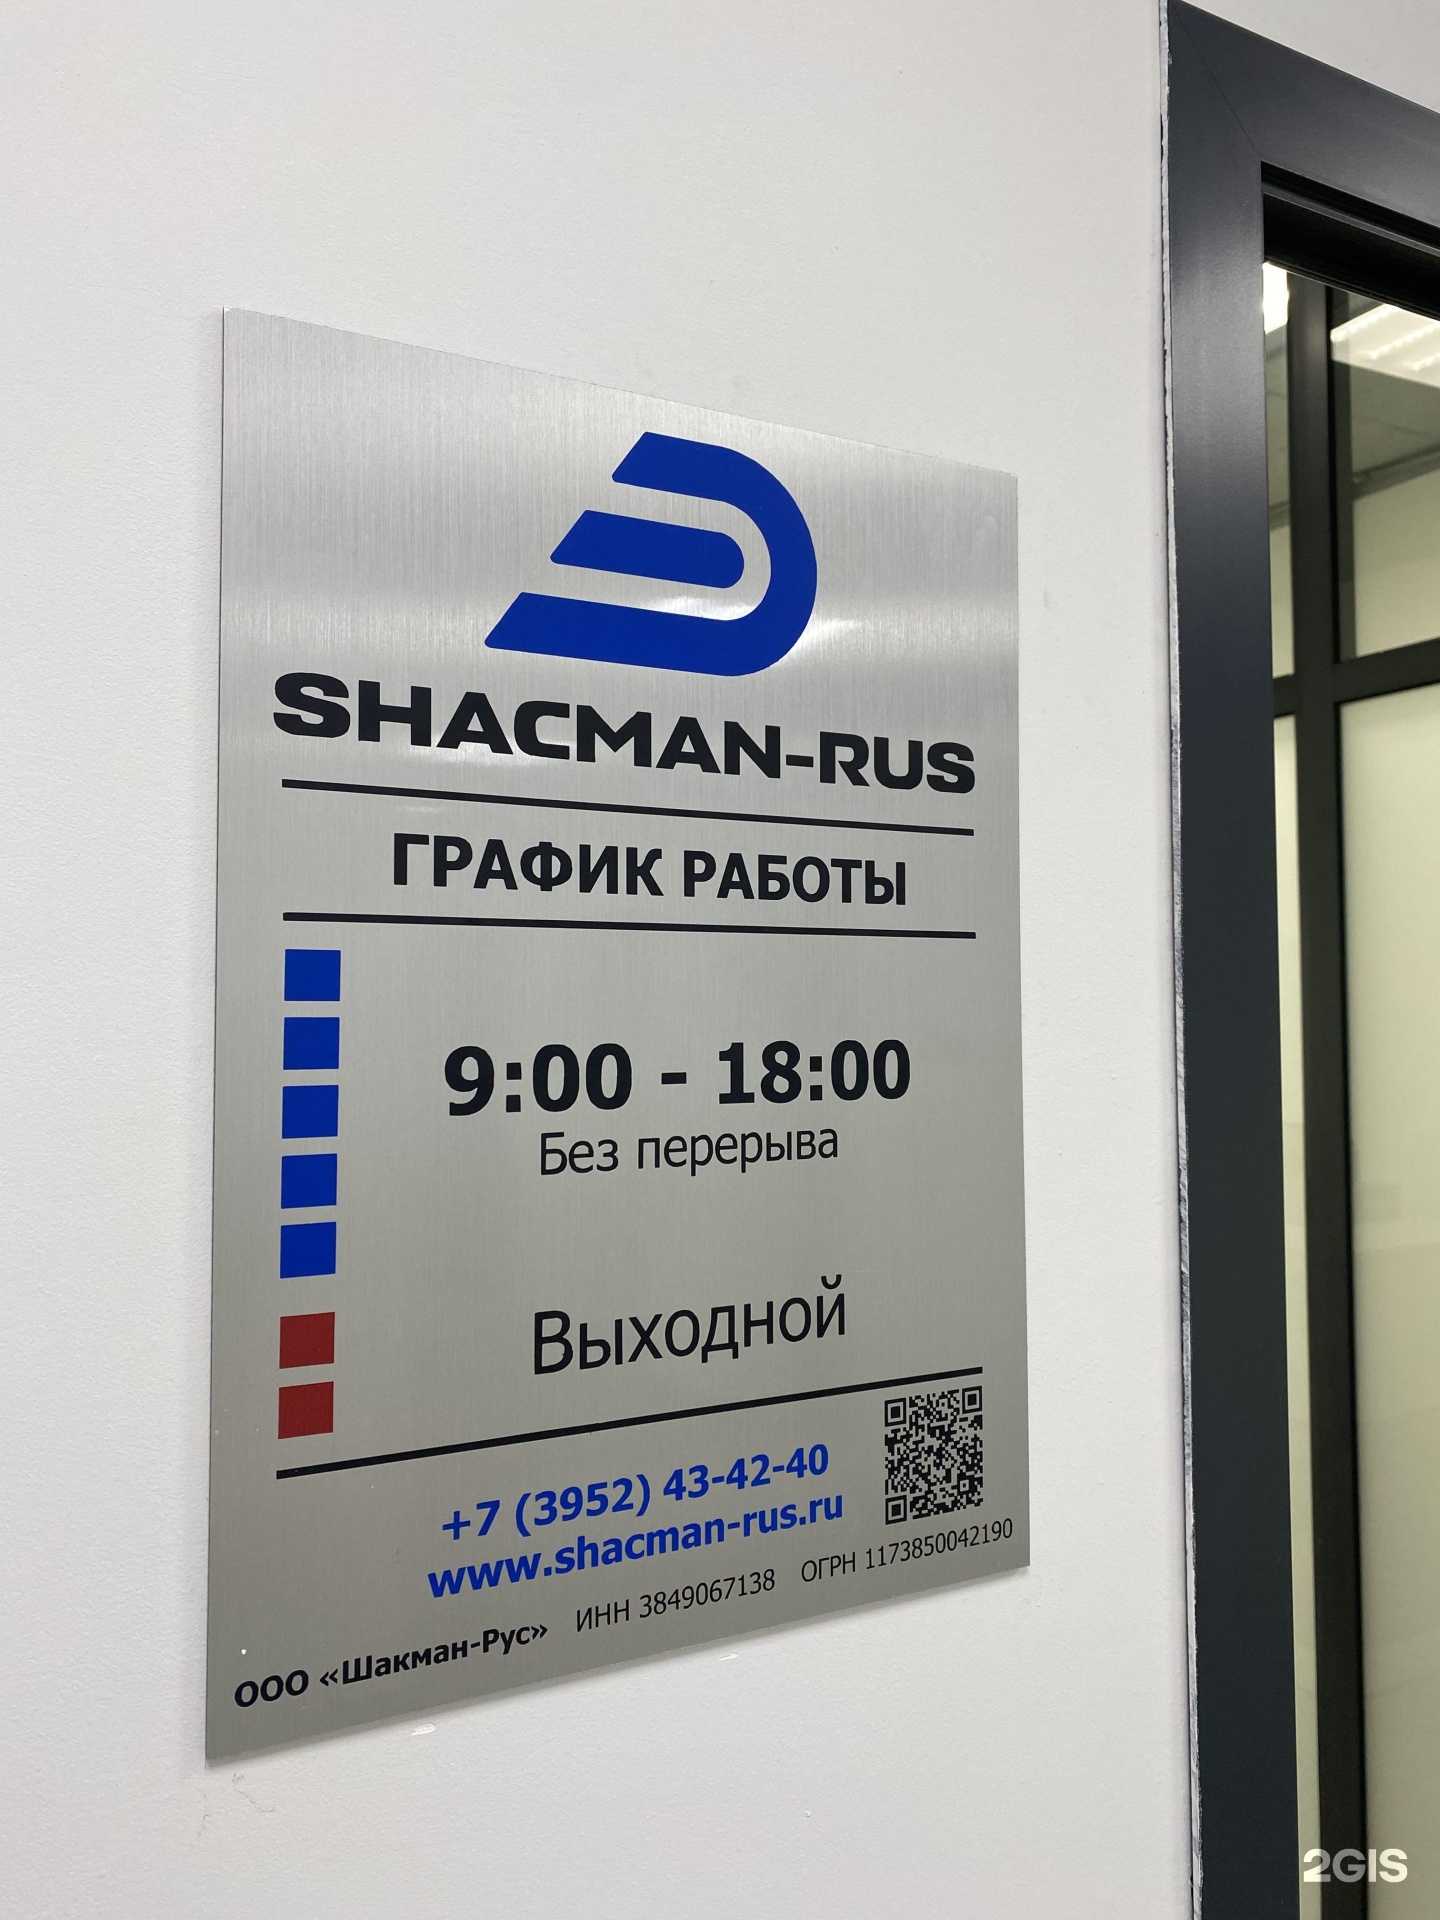 SHACMAN-RUS
ГРАФИК РАБОТЫ
9:00 - 18:00
Без перерыва
Выходной
+7 (3952) 43-42-40
www.shacman-rus.ru
ООО «Шакман-Рус» ИНН 3849067138 ОГРН 1173850042190
2GIS